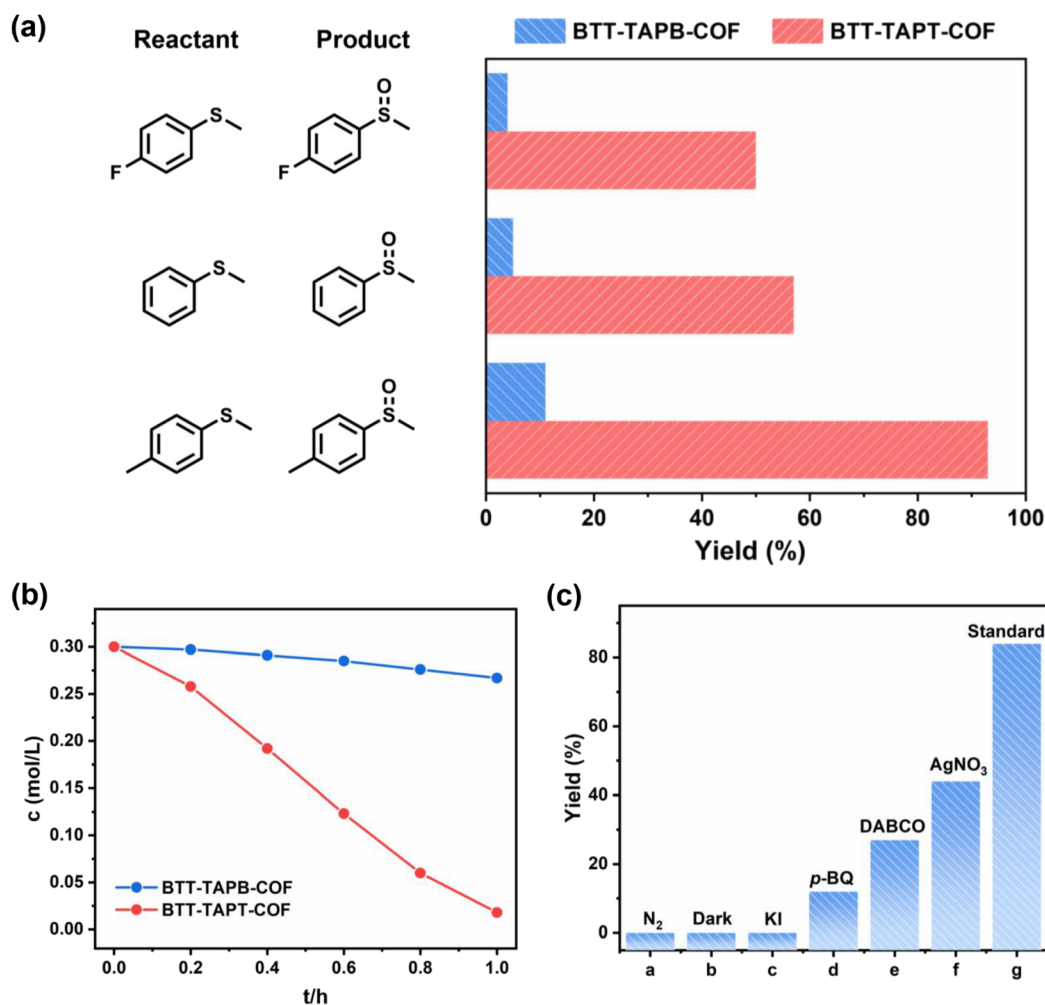 (a)
Reactant Product
BTT-TAPB-COF BTT-TAPT-COF
S
F
O
S
F
S
O
S
S
O
S
0 20 40 60 80 100
Yield (%)
(b)
c (mol/L)
0.30
0.25
0.20
0.15
0.10
0.05
0.00
BTT-TAPB-COF
BTT-TAPT-COF
0.0 0.2 0.4 0.6 0.8 1.0
t/h
(c)
Yield (%)
80
60
40
20
0
N₂ Dark KI p-BQ DABCO AgNO₃ Standard
a b c d e f g